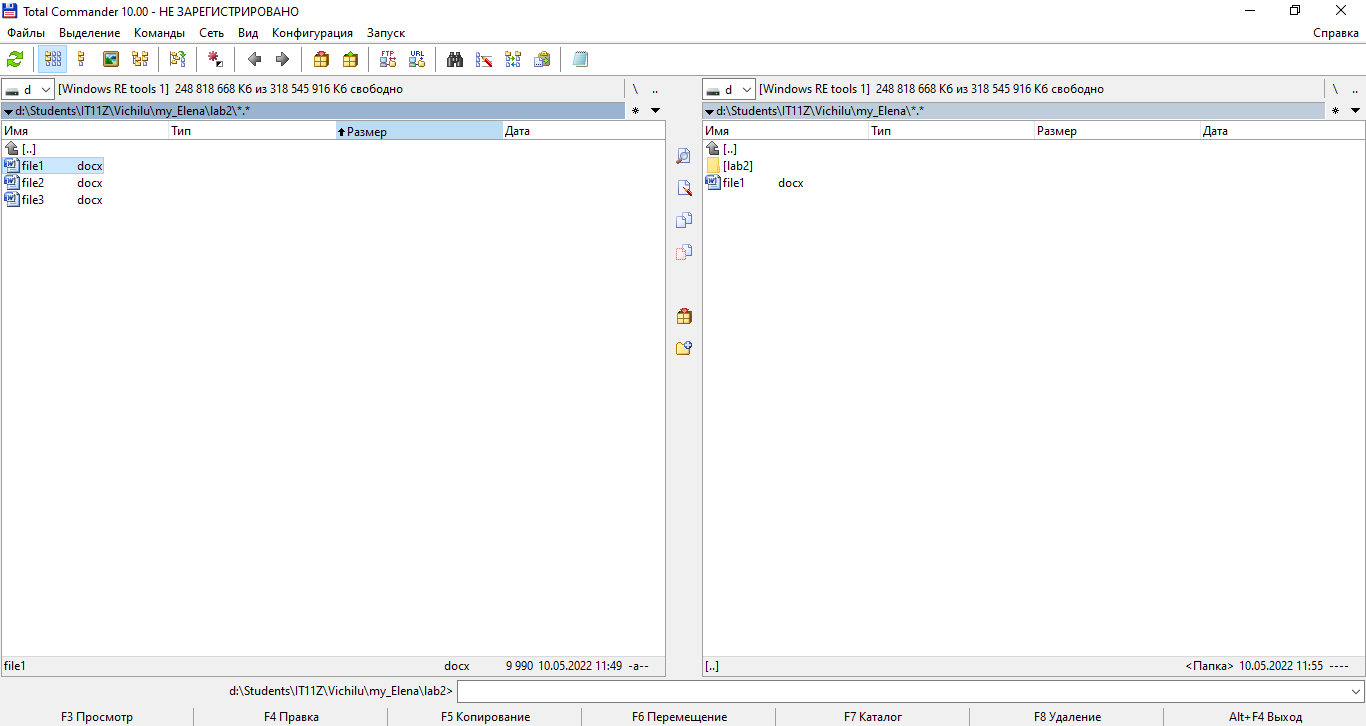 Total Commander 10.00 - НЕ ЗАРЕГИСТРИРОВАНО
Файлы Выделение Команды Сеть Вид Конфигурация Запуск Справка
FTP URL
d [Windows RE tools 1] 248 818 668 Кб из 318 545 916 Кб свободно \ ..
d [Windows RE tools 1] 248 818 668 Кб из 318 545 916 Кб свободно \ ..
d:\Students\IT11Z\Vichilu\my_Elena\lab2\*.* *
d:\Students\IT11Z\Vichilu\my_Elena\*.* *
Имя Тип Размер Дата
[..]
file1 docx
file2 docx
file3 docx
Имя Тип Размер Дата
[..]
[lab2]
file1 docx
file1 docx 9 990 10.05.2022 11:49 -a--
[..] <Папка> 10.05.2022 11:55 ----
d:\Students\IT11Z\Vichilu\my_Elena\lab2>
F3 Просмотр F4 Правка F5 Копирование F6 Перемещение F7 Каталог F8 Удаление Alt+F4 Выход